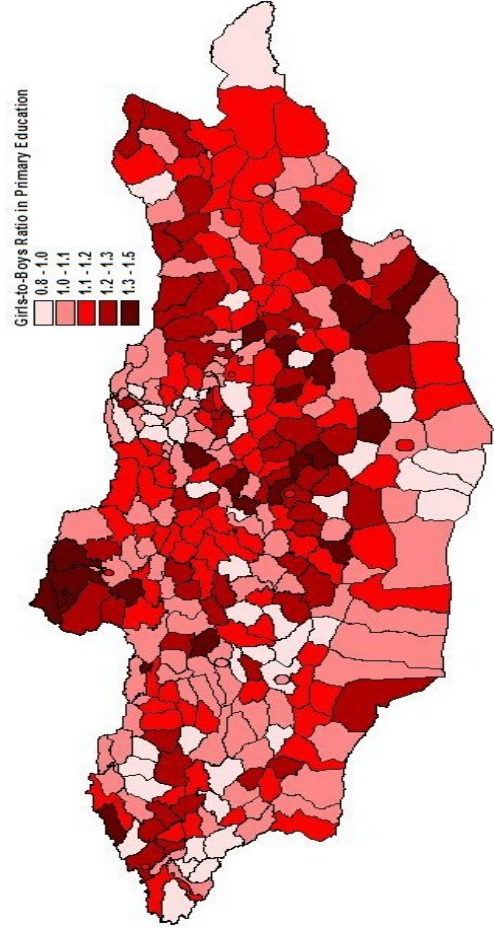 Girls-to-Boys Ratio in Primary Education
0.8 - 1.0
1.0 - 1.1
1.1 - 1.2
1.2 - 1.3
1.3 - 1.5